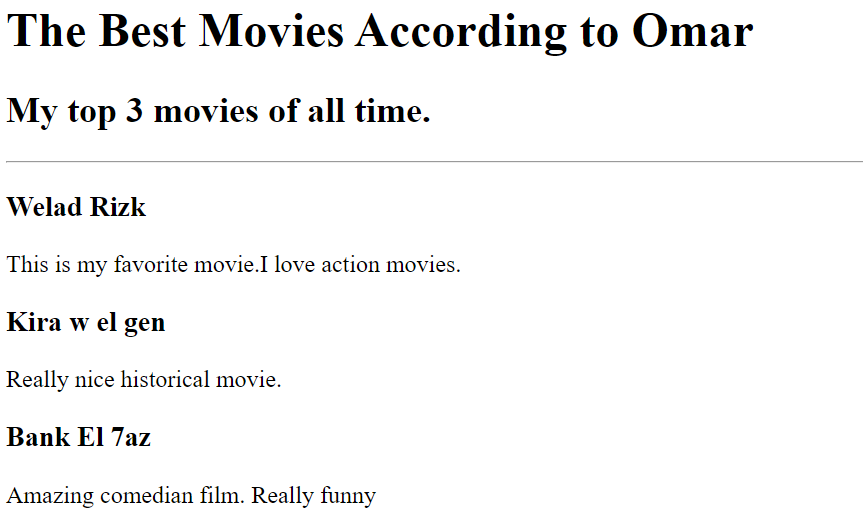 The Best Movies According to Omar
My top 3 movies of all time.
Welad Rizk
This is my favorite movie.I love action movies.
Kira w el gen
Really nice historical movie.
Bank El 7az
Amazing comedian film. Really funny